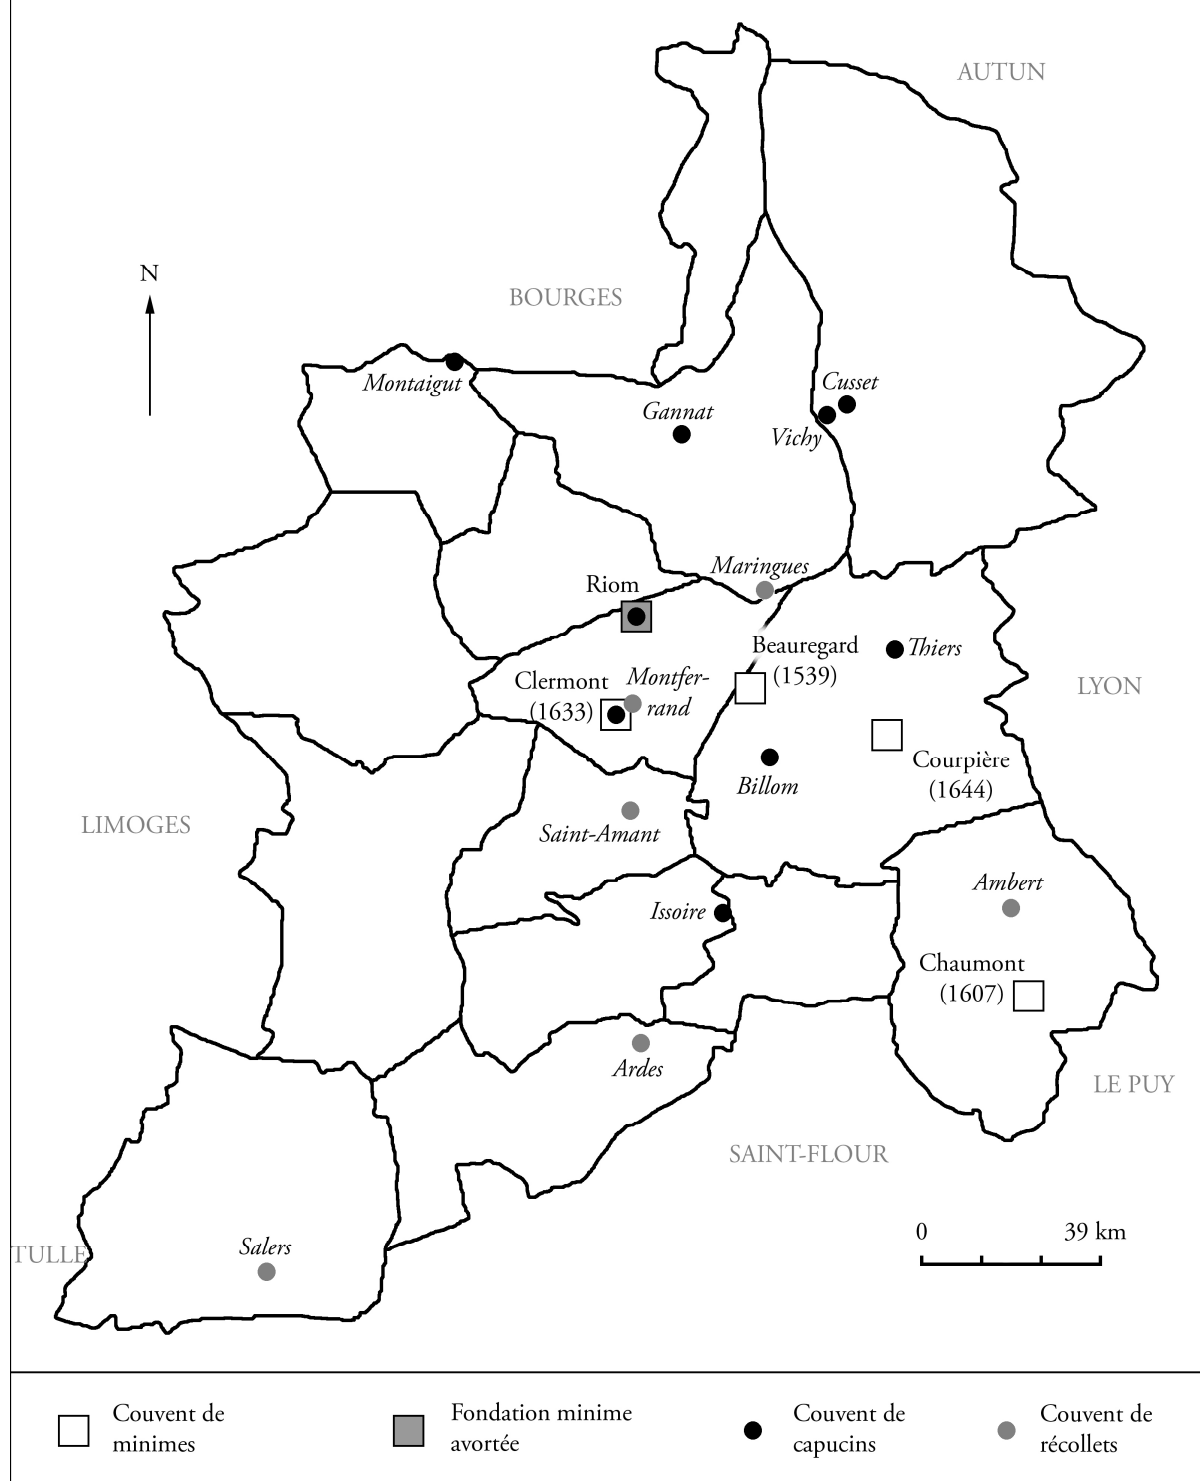 AUTUN
N
BOURGES
Montaigut
Cusset
Gannat
Vichy
Maringues
Riom
Beauregard
(1539)
Thiers
Clermont
(1633)
Montfer-
rand
LYON
Courpière
(1644)
Billom
LIMOGES
Saint-Amant
Ambert
Issoire
Chaumont
(1607)
Ardes
LE PUY
SAINT-FLOUR
0
39 km
TULLE
Salers
Couvent de
minimes
Fondation minime
avortée
Couvent de
capucins
Couvent de
récollets